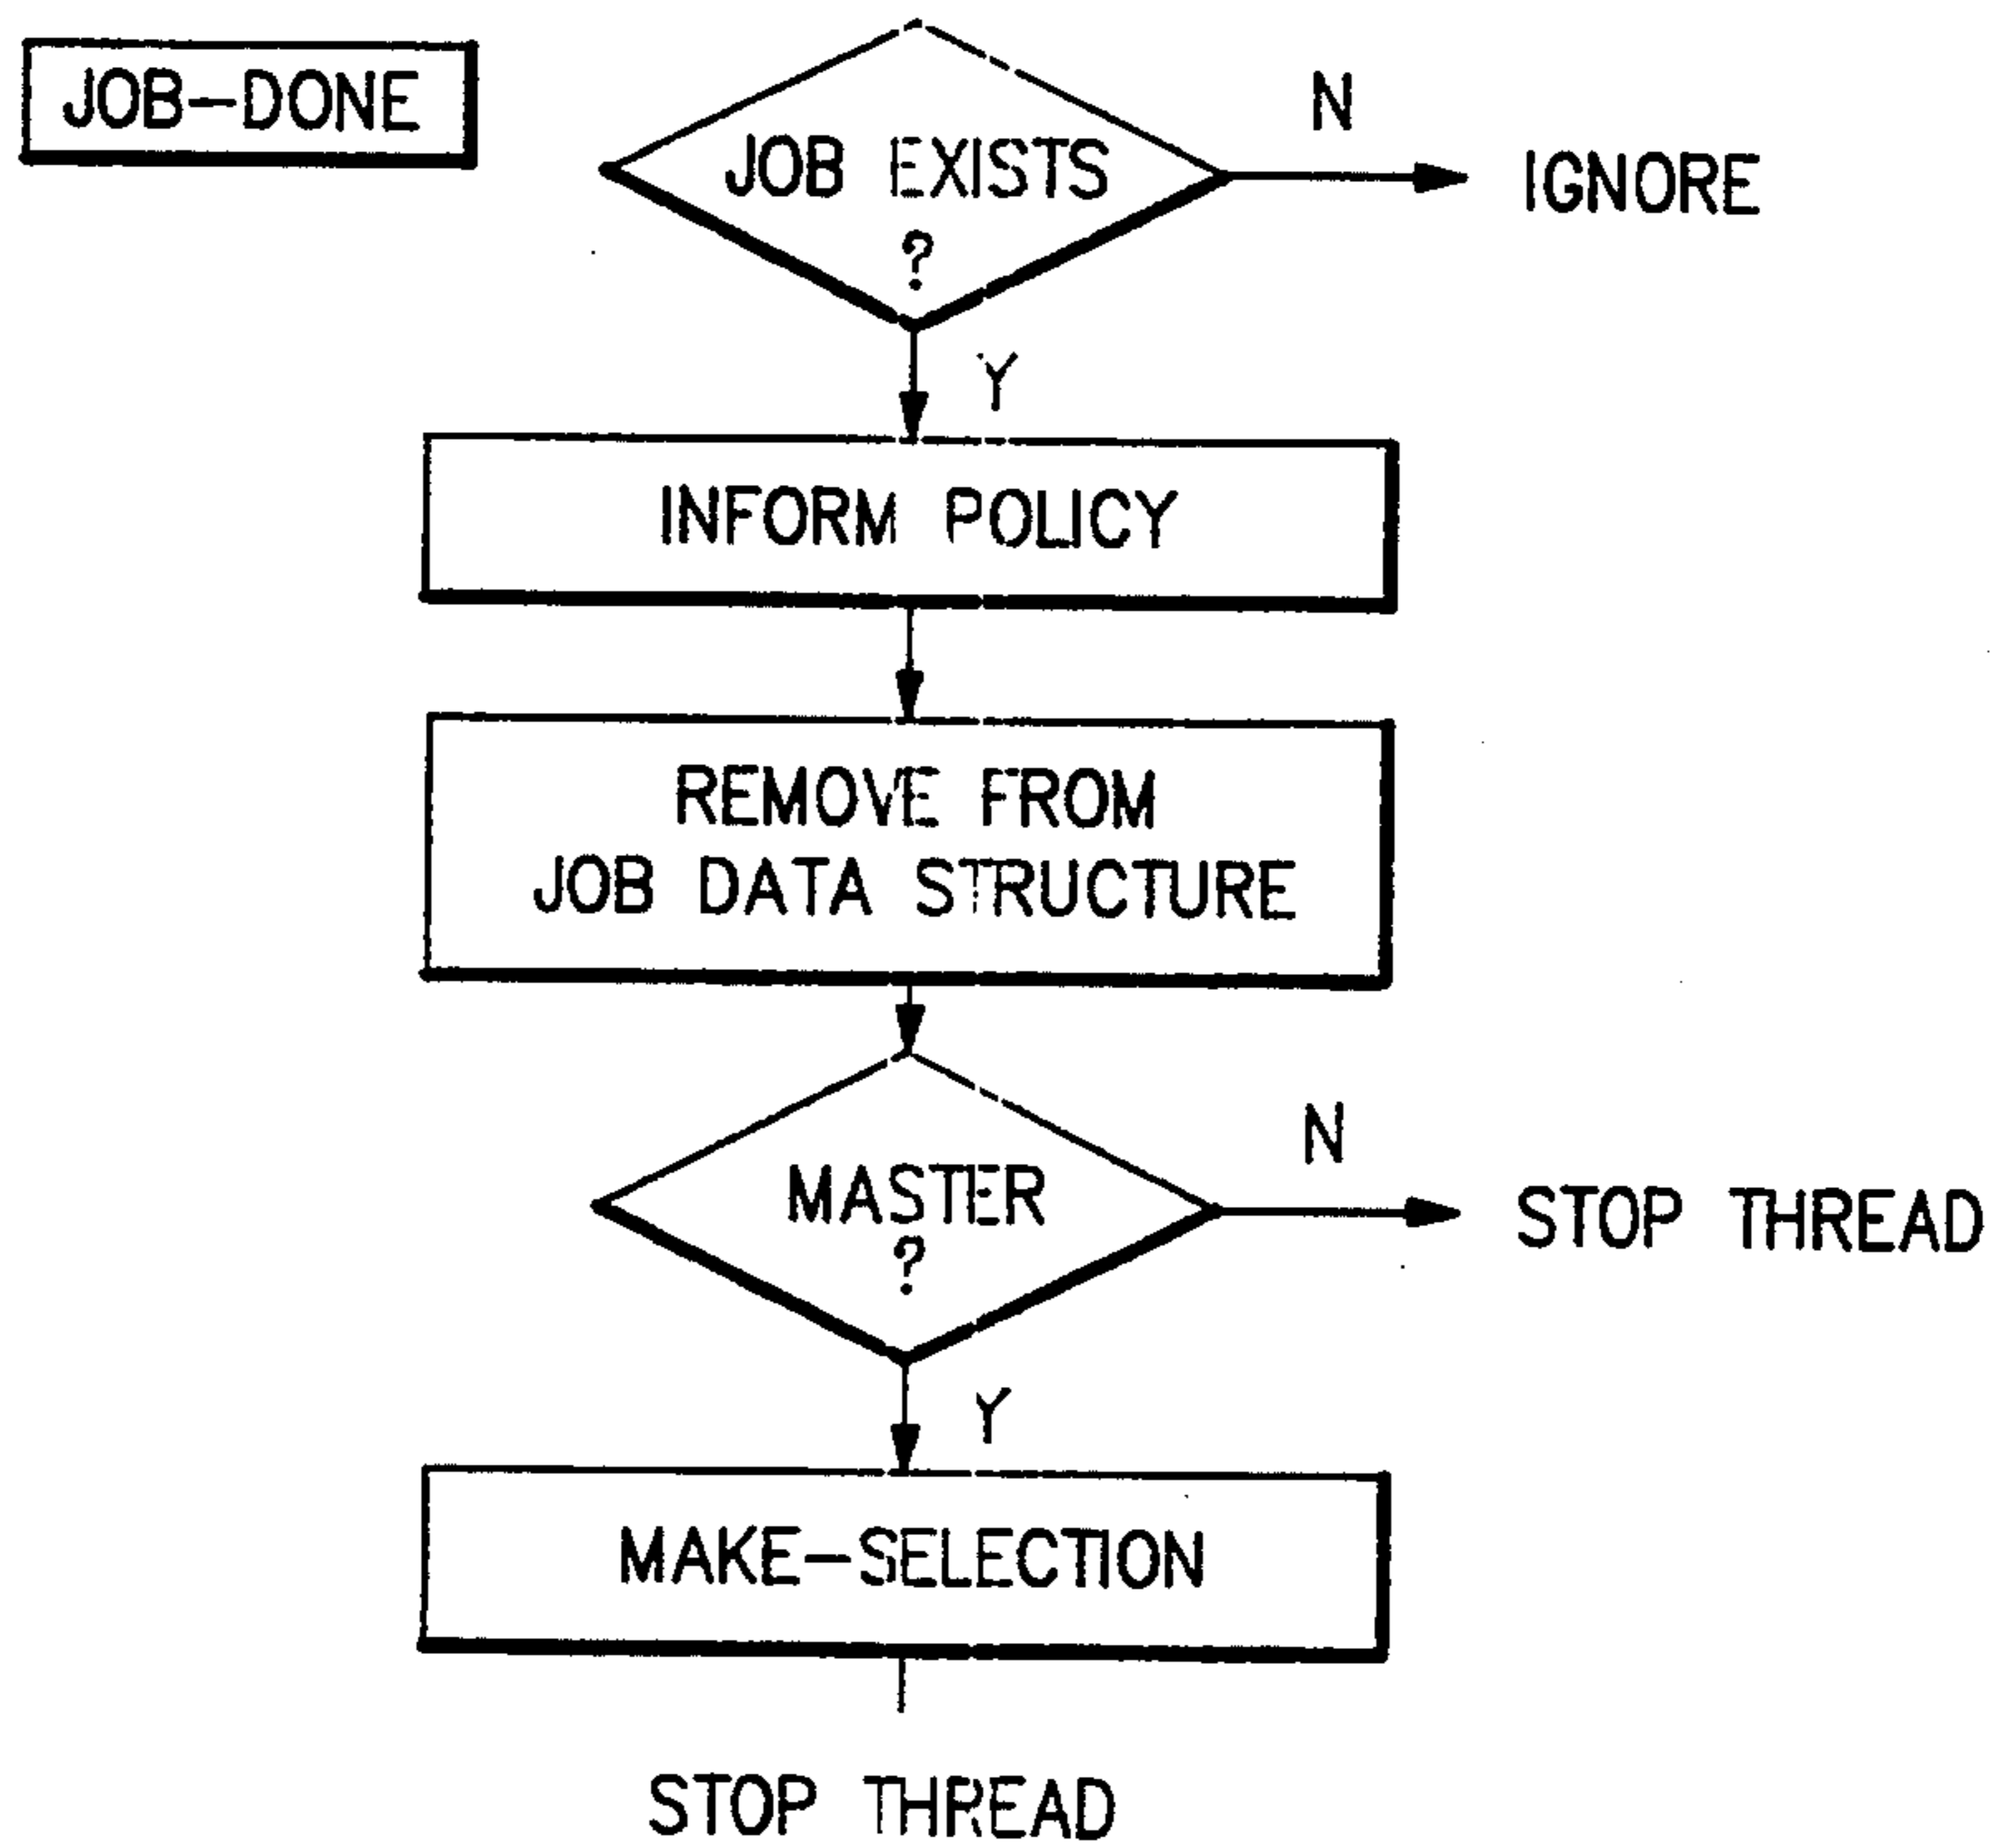 JOB-DONE
JOB EXISTS
?
N
IGNORE
Y
INFORM POLICY
REMOVE FROM
JOB DATA STRUCTURE
MASTER
?
N
STOP THREAD
Y
MAKE-SELECTION
STOP THREAD